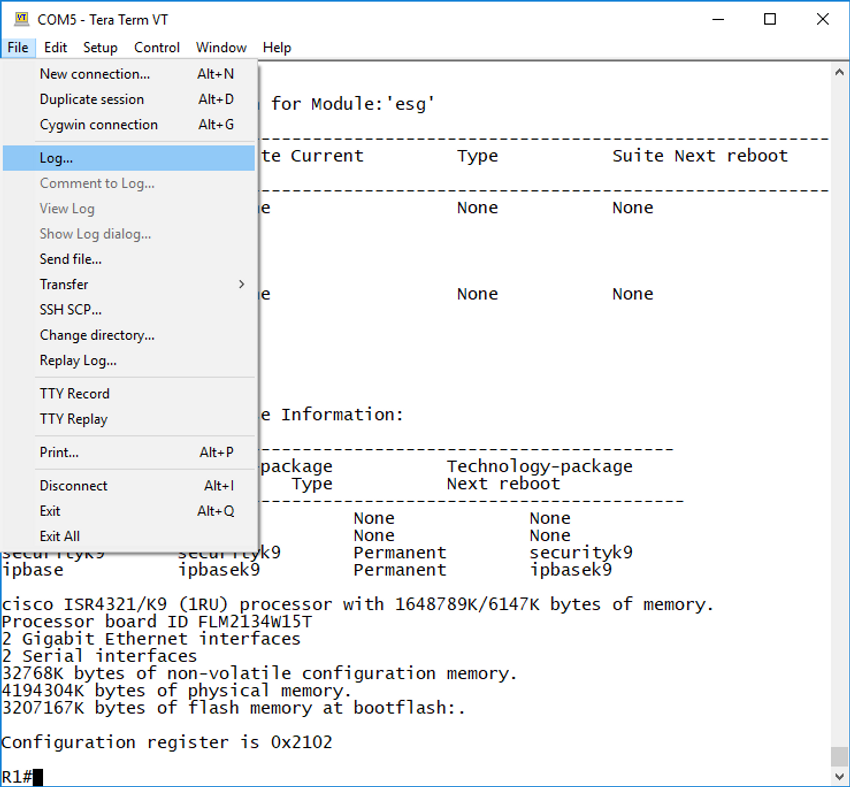 COM5 - Tera Term VT
File Edit Setup Control Window Help
New connection... Alt+N
Duplicate session Alt+D
Cygwin connection Alt+G
Log...
Comment to Log...
View Log
Show Log dialog...
Send file...
Transfer >
SSH SCP...
Change directory...
Replay Log...
TTY Record
TTY Replay
Print... Alt+P
Disconnect Alt+I
Exit Alt+Q
Exit All
for Module:'esg'
--------------------------------------------------------
te Current Type Suite Next reboot
--------------------------------------------------------
e None None
e None None
e Information:
-----------------------------------------
package Technology-package
Type Next reboot
------------------------------------------
None None
None None
securityk9 securityk9 Permanent securityk9
ipbase ipbasek9 Permanent ipbasek9
cisco ISR4321/K9 (1RU) processor with 1648789K/6147K bytes of memory.
Processor board ID FLM2134W15T
2 Gigabit Ethernet interfaces
2 Serial interfaces
32768K bytes of non-volatile configuration memory.
4194304K bytes of physical memory.
3207167K bytes of flash memory at bootflash:.
Configuration register is 0x2102
R1#